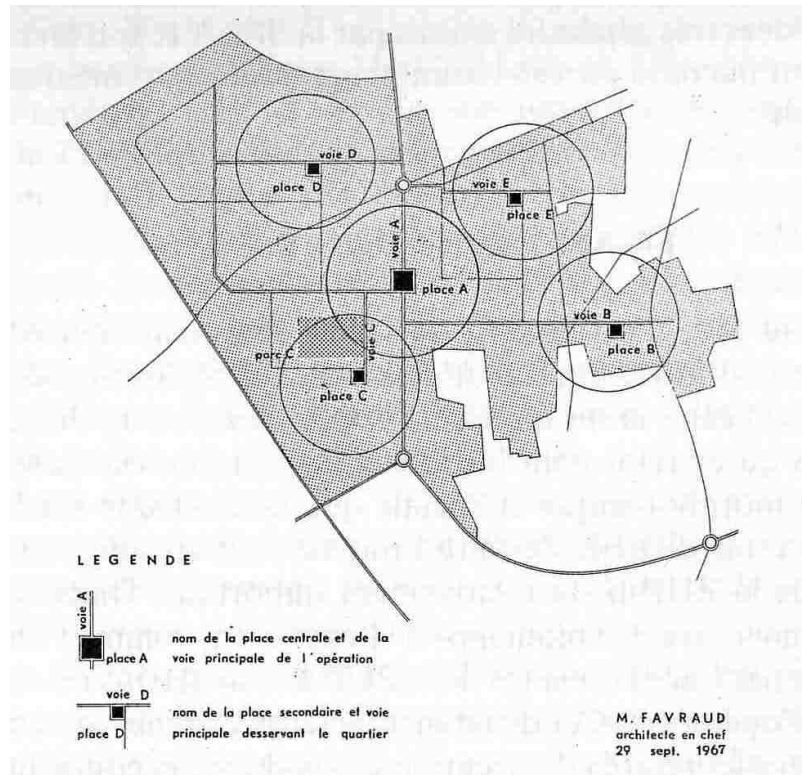 voie D
place D
voie E
place E
voie A
place A
voie B
place B
parc C
voie C
place C
LEGENDE
voie A
place A
nom de la place centrale et de la
voie principale de l'opération
voie D
place D
nom de la place secondaire et voie
principale desservant le quartier
M. FAVRAUD
architecte en chef
29 sept. 1967